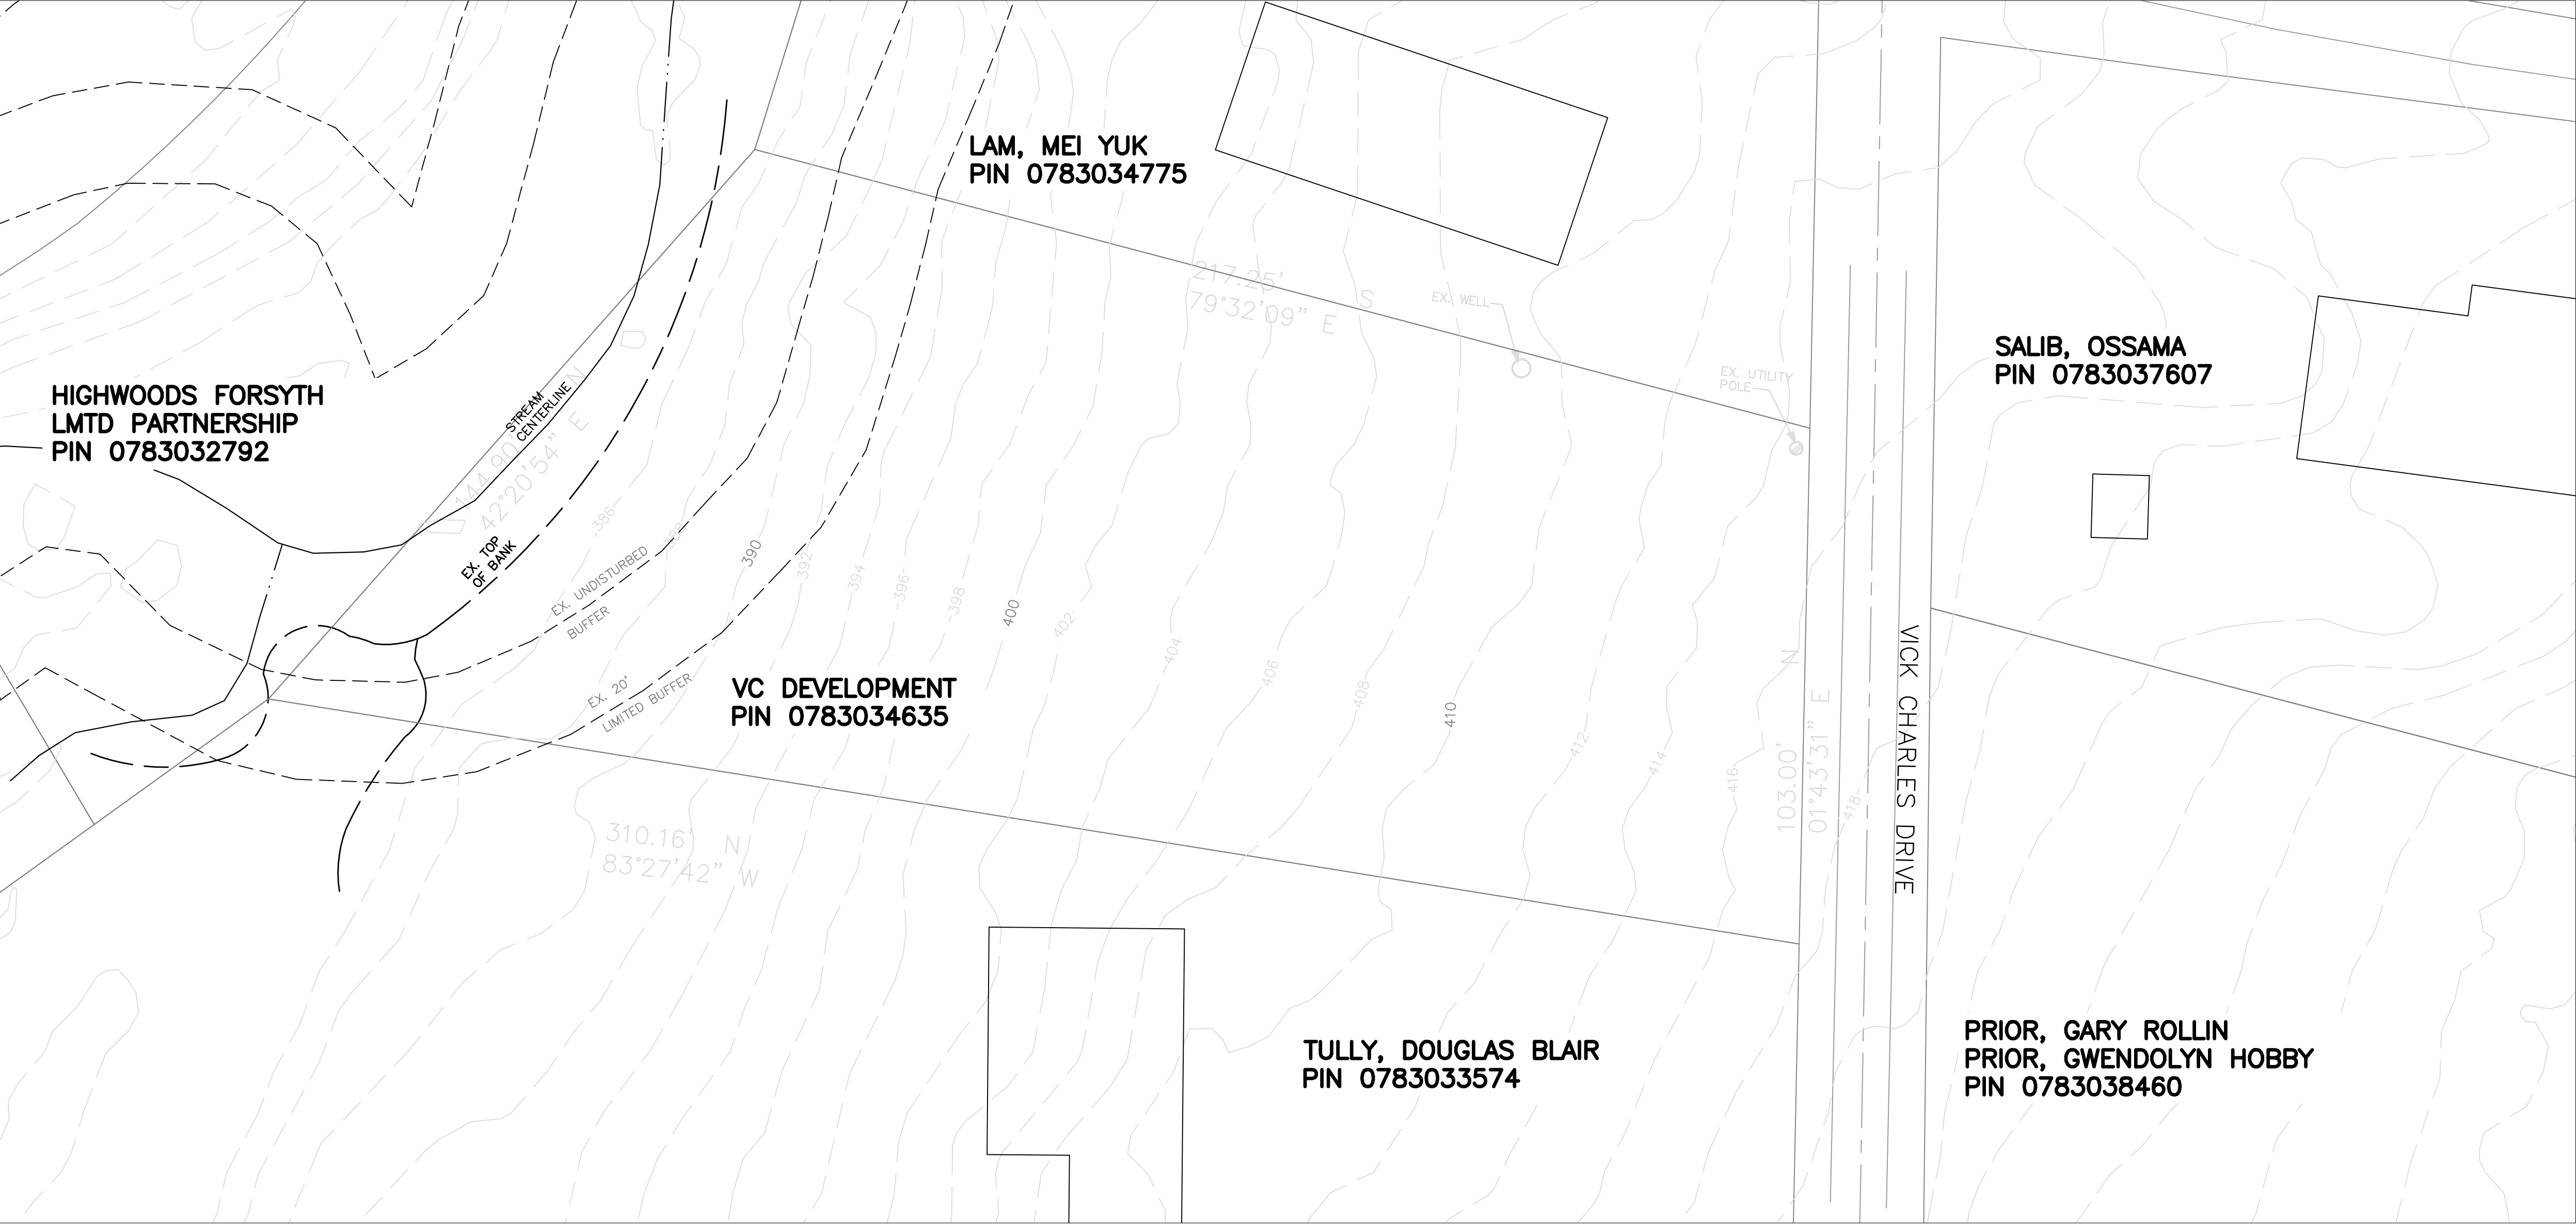 LAM, MEI YUK
PIN 0783034775
217.25' S
79°32'09" E
EX. WELL
EX. UTILITY
POLE
SALIB, OSSAMA
PIN 0783037607
HIGHWOODS FORSYTH
LMTD PARTNERSHIP
PIN 0783032792
STREAM
CENTERLINE
144.90' N
42°20'54" E
EX. TOP
OF BANK
EX. UNDISTURBED
BUFFER
EX. 20'
LIMITED BUFFER
386
388
390
392
394
396
398
400
402
404
406
408
410
412
414
416
418
VC DEVELOPMENT
PIN 0783034635
103.00' N
01°43'31" E
VICK CHARLES DRIVE
310.16' N
83°27'42" W
TULLY, DOUGLAS BLAIR
PIN 0783033574
PRIOR, GARY ROLLIN
PRIOR, GWENDOLYN HOBBY
PIN 0783038460